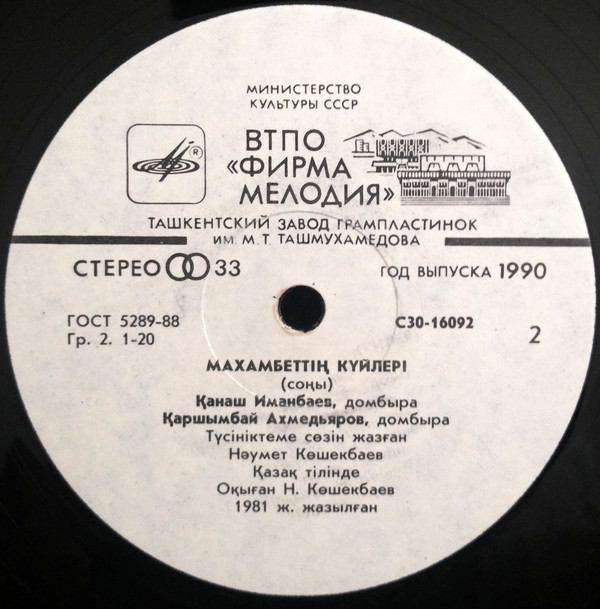 МИНИСТЕРСТВО
КУЛЬТУРЫ СССР
ВТПО
«ФИРМА
МЕЛОДИЯ»
ТАШКЕНТСКИЙ ЗАВОД ГРАМПЛАСТИНОК
ИМ. М. Т. ТАШМУХАМЕДОВА
СТЕРЕО 33
ГОД ВЫПУСКА 1990
ГОСТ 5289-88
Гр. 2. 1-20
С30-16092
2
МАХАМБЕТТІҢ КҮЙЛЕРІ
(соңы)
Қанаш Иманбаев, домбыра
Қаршымбай Ахмедьяров, домбыра
Түсініктеме сөзін жазған
Нәумет Көшекбаев
Қазақ тілінде
Оқыған Н. Көшекбаев
1981 ж. жазылған